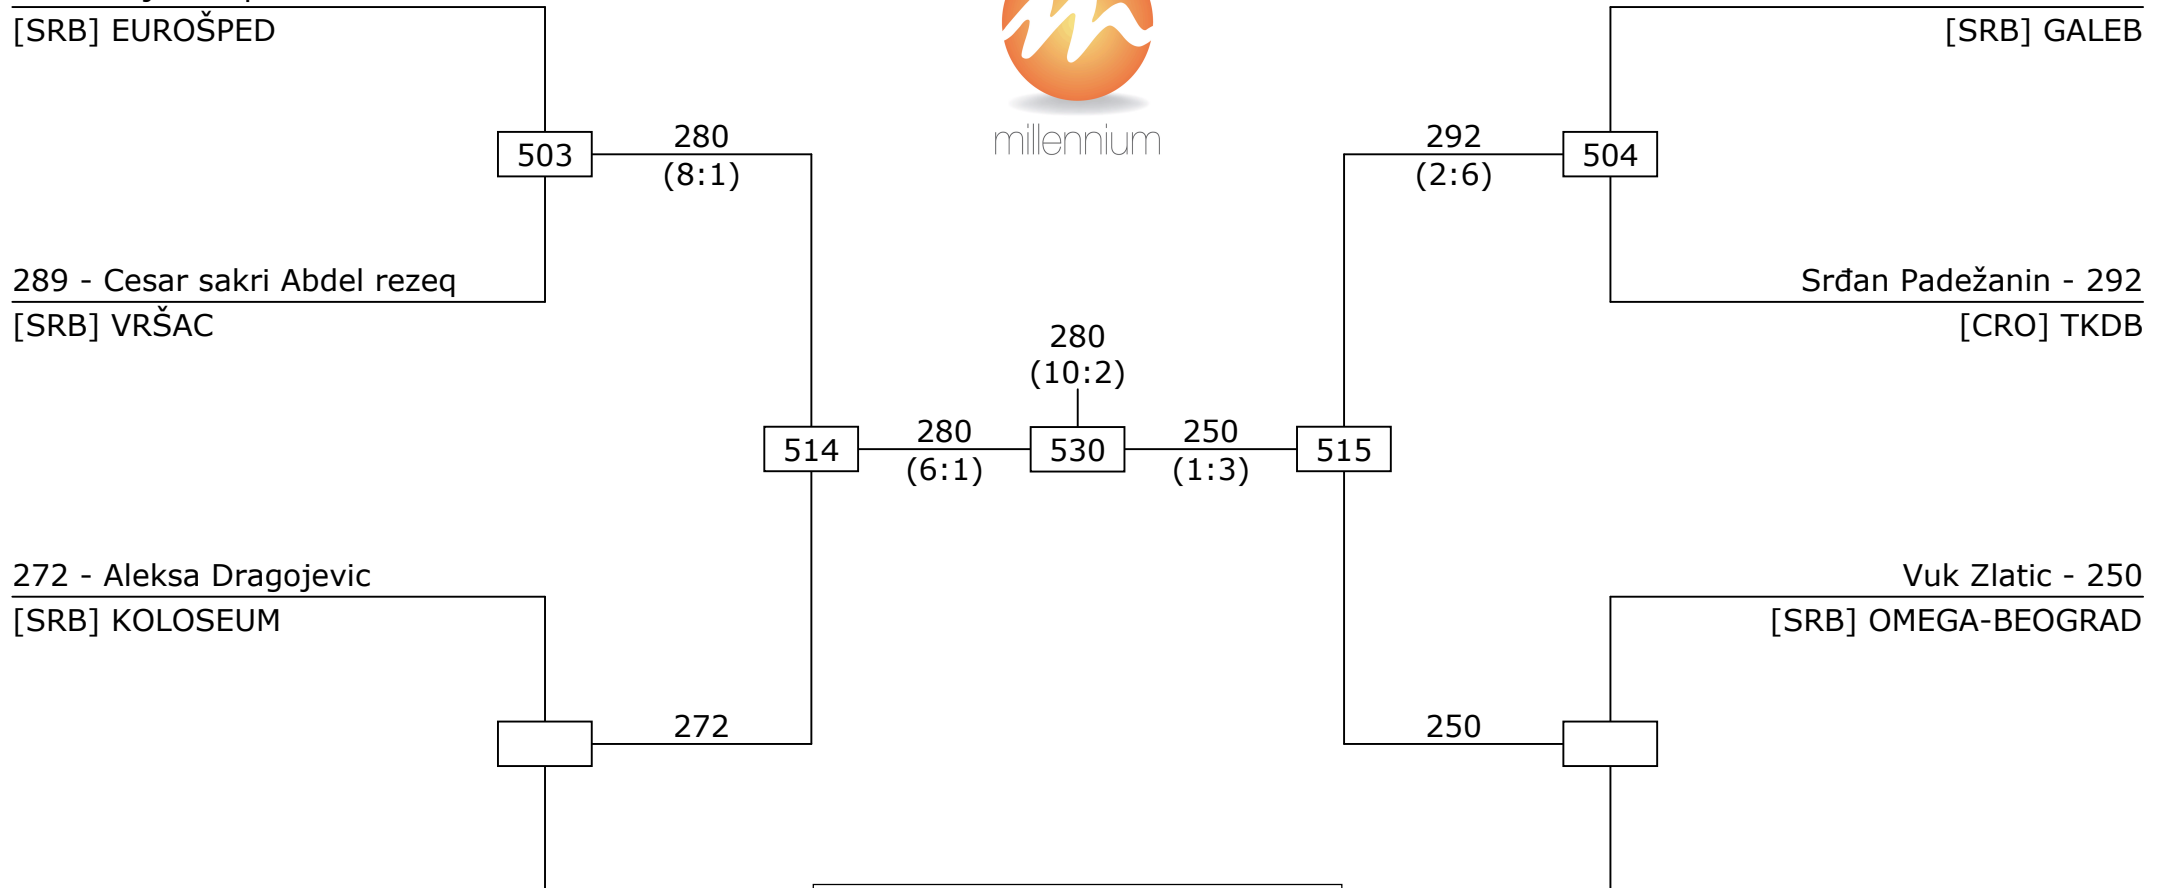 [SRB] EUROŠPED
[SRB] GALEB
millennium
503
280
(8:1)
292
(2:6)
504
289 - Cesar sakri Abdel rezeq
[SRB] VRŠAC
Srđan Padežanin - 292
[CRO] TKDB
280
(10:2)
514
280
(6:1)
530
250
(1:3)
515
272 - Aleksa Dragojevic
[SRB] KOLOSEUM
Vuk Zlatic - 250
[SRB] OMEGA-BEOGRAD
272
250